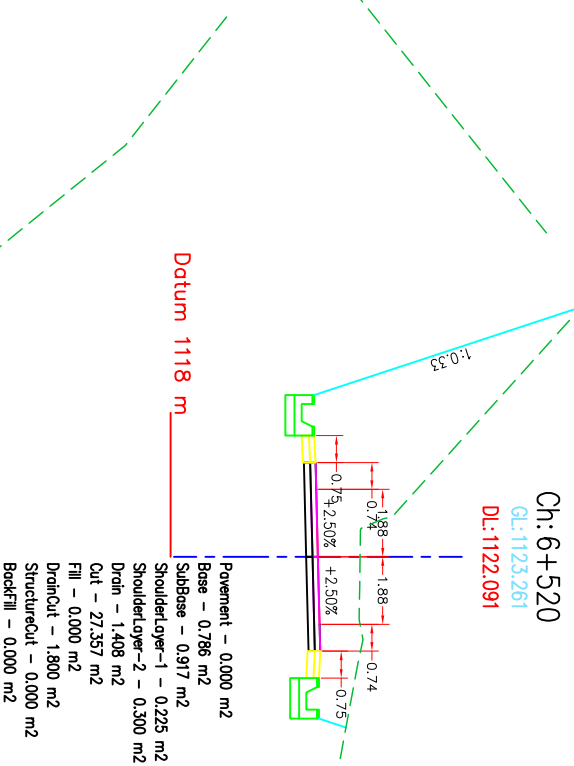 Ch: 6+520
GL:1123.261
DL:1122.091
1:0.33
0.75
0.74
1.88
1.88
0.74
0.75
+2.50%
+2.50%
Datum 1118 m
Pavement - 0.000 m2
Base - 0.786 m2
SubBase - 0.917 m2
ShoulderLayer-1 - 0.225 m2
ShoulderLayer-2 - 0.300 m2
Drain - 1.408 m2
Cut - 27.357 m2
Fill - 0.000 m2
DrainCut - 1.800 m2
StructureCut - 0.000 m2
BackFill - 0.000 m2